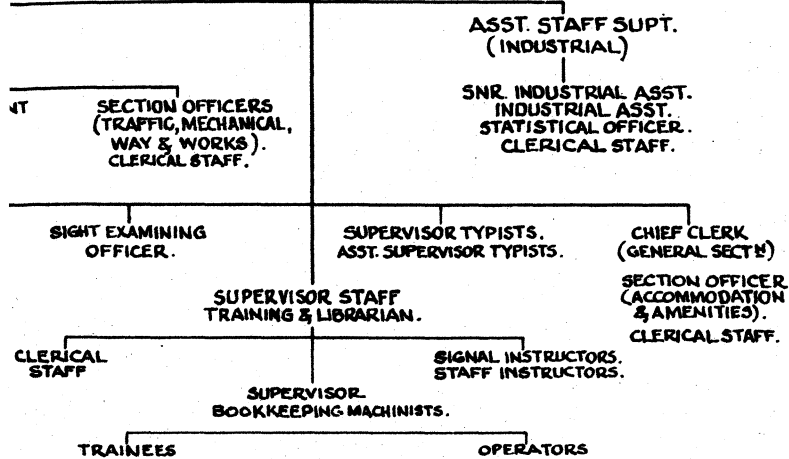 ASST. STAFF SUPT.
(INDUSTRIAL)
SNR. INDUSTRIAL ASST.
INDUSTRIAL ASST.
STATISTICAL OFFICER.
CLERICAL STAFF.
NT
SECTION OFFICERS
(TRAFFIC, MECHANICAL,
WAY & WORKS).
CLERICAL STAFF.
SIGHT EXAMINING
OFFICER.
SUPERVISOR TYPISTS.
ASST. SUPERVISOR TYPISTS.
CHIEF CLERK
(GENERAL SECTN)
SECTION OFFICER
(ACCOMMODATION
& AMENITIES).
CLERICAL STAFF.
SUPERVISOR STAFF
TRAINING & LIBRARIAN.
CLERICAL
STAFF
SIGNAL INSTRUCTORS.
STAFF INSTRUCTORS.
SUPERVISOR
BOOKKEEPING MACHINISTS.
TRAINEES
OPERATORS